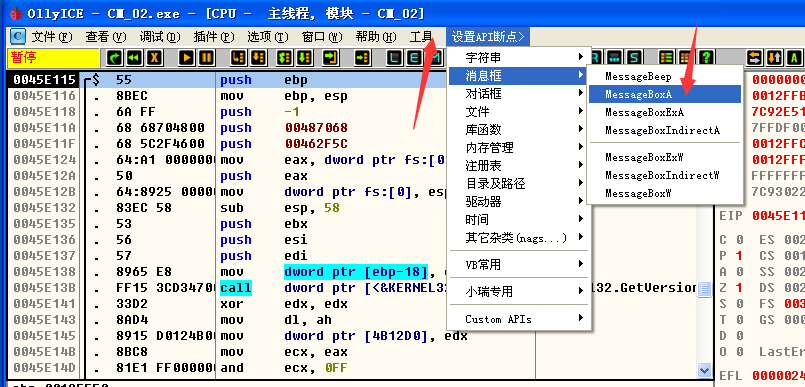 OllyICE - CM_02.exe - [CPU - 主线程, 模块 - CM_02]
C 文件(F) 查看(V) 调试(D) 插件(P) 选项(T) 窗口(W) 帮助(H) 工具 设置API断点>
暂停
L E M
字符串
消息框
对话框
文件
库函数
内存管理
注册表
目录及路径
驱动器
时间
其它杂类(nags...)
VB常用
小瑞专用
Custom APIs
MessageBeep
MessageBoxA
MessageBoxExA
MessageBoxIndirectA
MessageBoxExW
MessageBoxIndirectW
MessageBoxW
0045E115 $ 55 push ebp
0045E116 . 8BEC mov ebp, esp
0045E118 . 6A FF push -1
0045E11A . 68 68704800 push 00487068
0045E11F . 68 5C2F4600 push 00462F5C
0045E124 . 64:A1 0000000 mov eax, dword ptr fs:[0]
0045E12A . 50 push eax
0045E12B . 64:8925 00000 mov dword ptr fs:[0], esp
0045E132 . 83EC 58 sub esp, 58
0045E135 . 53 push ebx
0045E136 . 56 push esi
0045E137 . 57 push edi
0045E138 . 8965 E8 mov dword ptr [ebp-18],
0045E13B . FF15 3CD34700 call dword ptr [<&KERNEL32 32.GetVersion
0045E141 . 33D2 xor edx, edx
0045E143 . 8AD4 mov dl, ah
0045E145 . 8915 D0124B00 mov dword ptr [4B12D0], edx
0045E14B . 8BC8 mov ecx, eax
0045E14D . 81E1 FF000000 and ecx, 0FF
0000000
0012FFB
7C92E51
7FFDF00
0012FFC
0012FFF
FFFFFFF
7C93022
EIP 0045E11
C 0 ES 002
P 1 CS 001
A 0 SS 002
Z 1 DS 002
S 0 FS 003
T 0 GS 000
D 0
O 0 LastErr
EFL 0000024